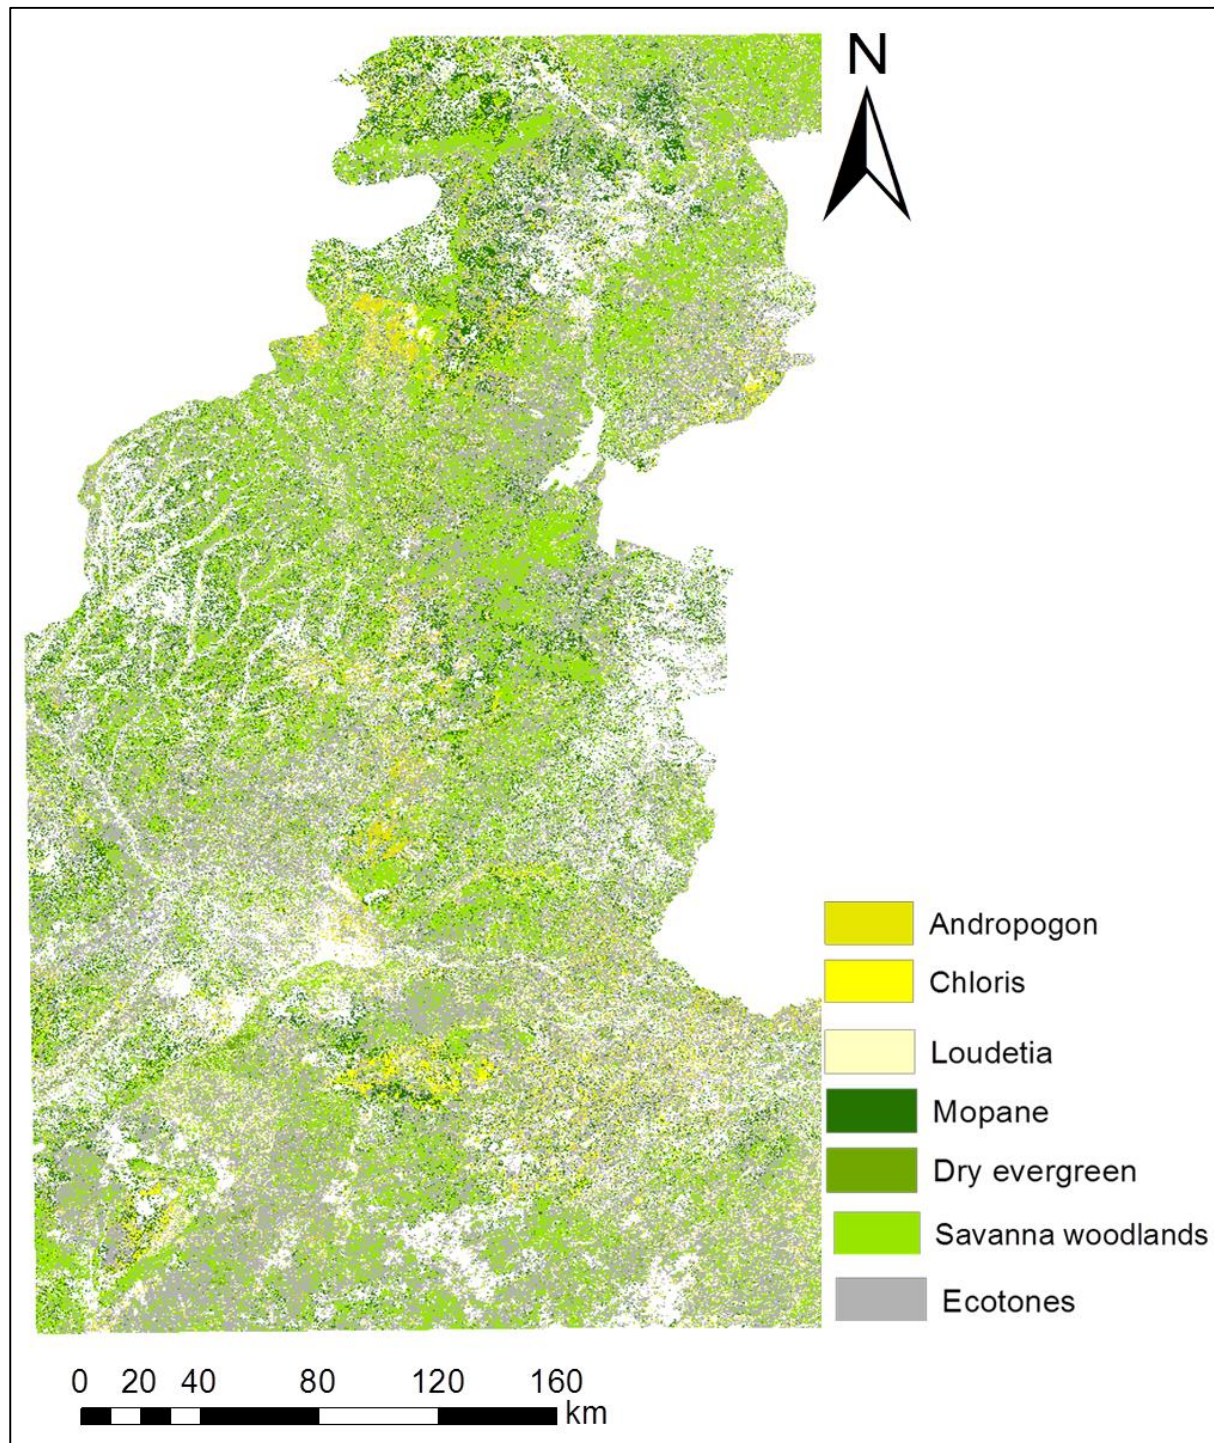 N
Andropogon
Chloris
Loudetia
Mopane
Dry evergreen
Savanna woodlands
Ecotones
0 20 40 80 120 160
km